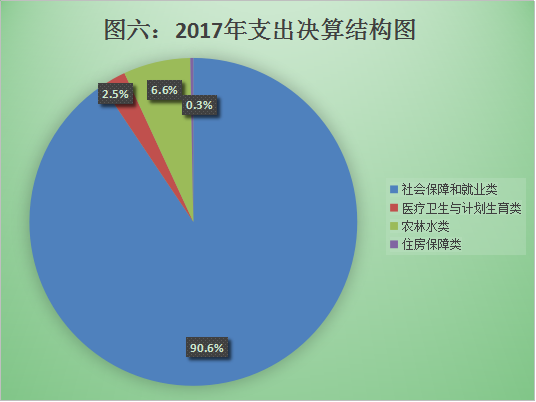 图六：2017年支出决算结构图
2.5%
6.6%
0.3%
90.6%
社会保障和就业类
医疗卫生与计划生育类
农林水类
住房保障类